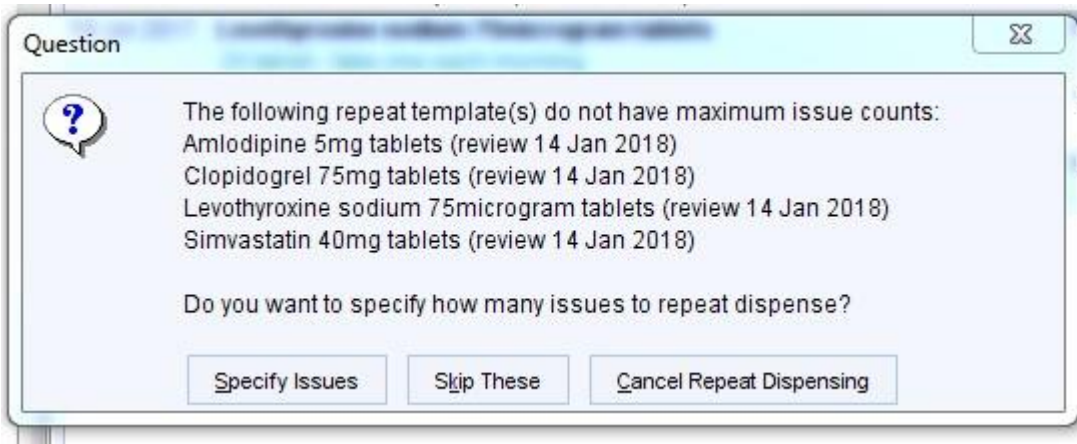 Question
The following repeat template(s) do not have maximum issue counts:
Amlodipine 5mg tablets (review 14 Jan 2018)
Clopidogrel 75mg tablets (review 14 Jan 2018)
Levothyroxine sodium 75microgram tablets (review 14 Jan 2018)
Simvastatin 40mg tablets (review 14 Jan 2018)
Do you want to specify how many issues to repeat dispense?
Specify Issues Skip These Cancel Repeat Dispensing